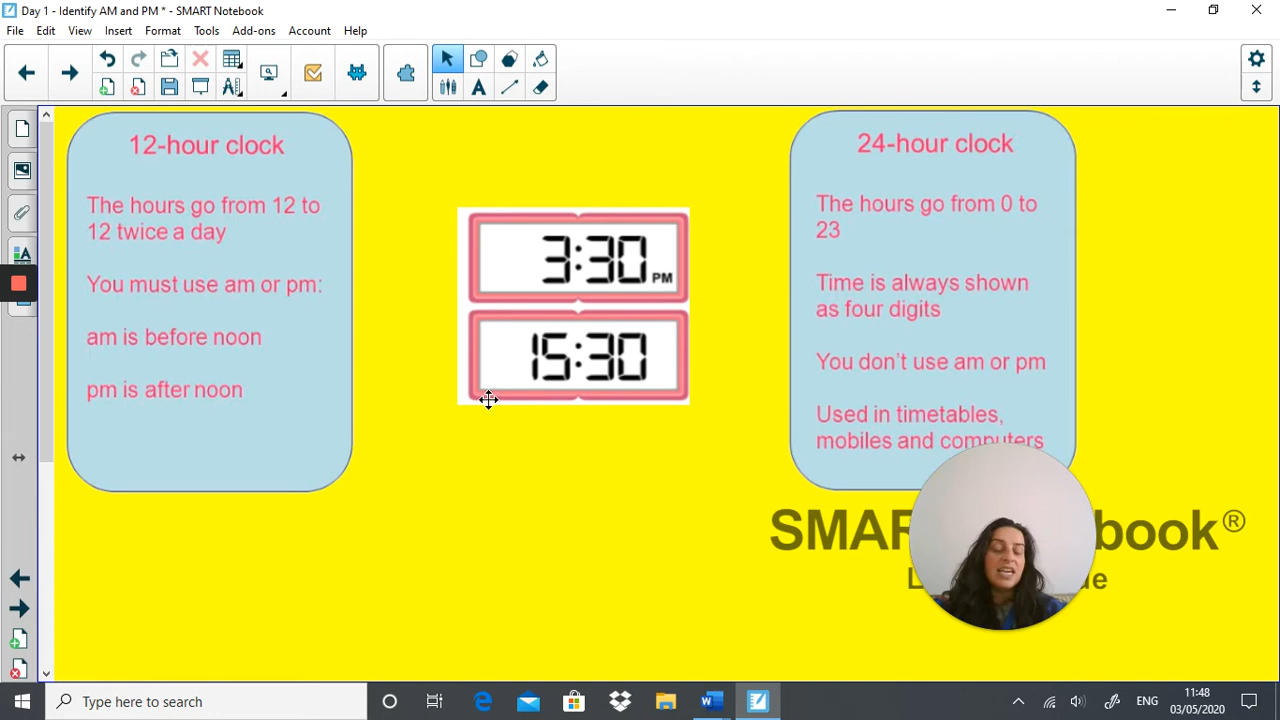 Day 1 - Identify AM and PM * - SMART Notebook
File Edit View Insert Format Tools Add-ons Account Help
12-hour clock
The hours go from 12 to
12 twice a day
You must use am or pm:
am is before noon
pm is after noon
3:30 PM
15:30
24-hour clock
The hours go from 0 to
23
Time is always shown
as four digits
You don't use am or pm
Used in timetables,
mobiles and computers
Type here to search
ENG
11:48
03/05/2020